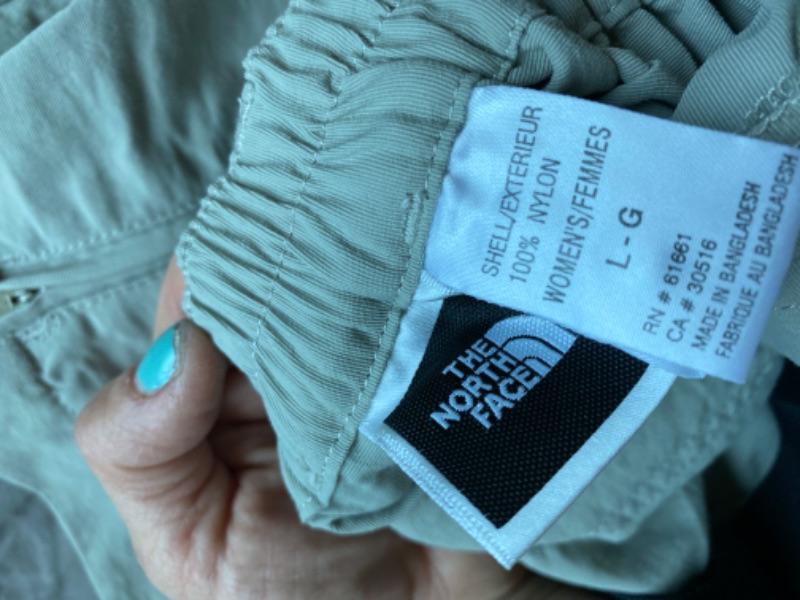 SHELL/EXTERIEUR
100% NYLON
WOMEN'S/FEMMES
L - G
RN # 61661
CA # 30516
MADE IN BANGLADESH
FABRIQUE AU BANGLADESH
THE
NORTH
FACE